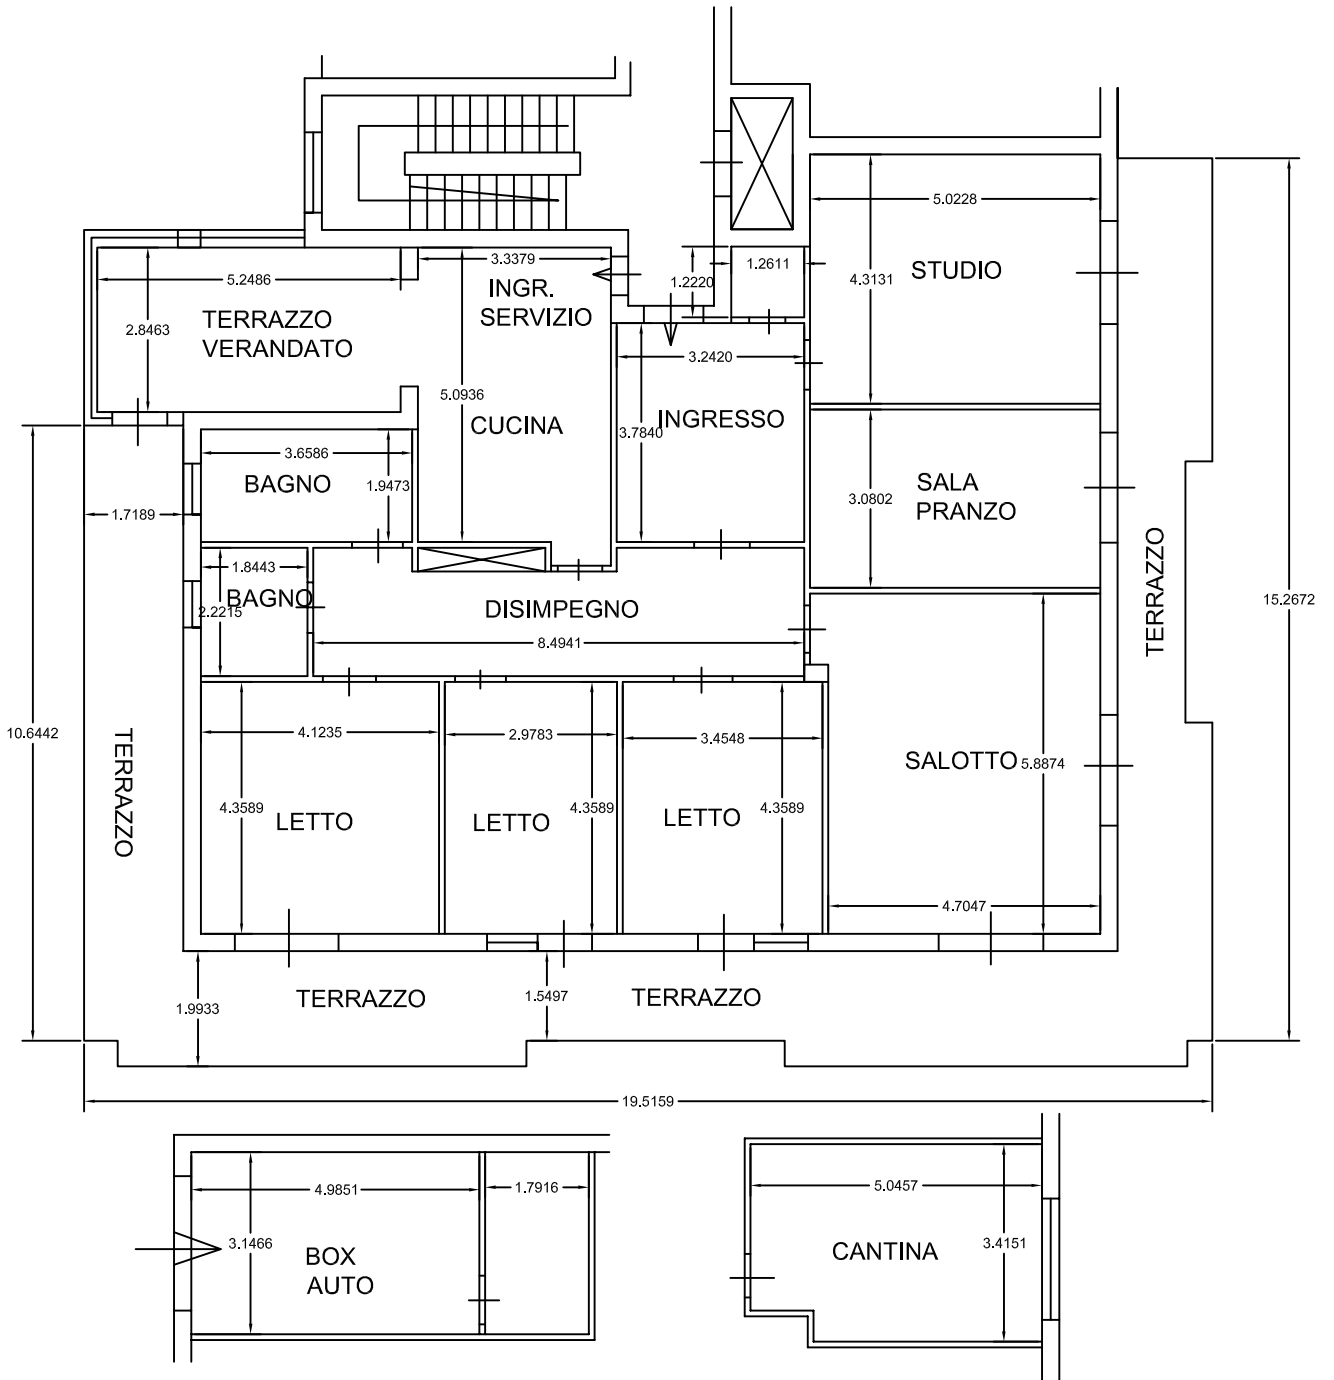 5.0228
4.3131
STUDIO
1.2611
1.2220
3.3379
INGR.
SERVIZIO
5.2486
2.8463
TERRAZZO
VERANDATO
3.2420
5.0936
CUCINA
INGRESSO
3.7840
3.6586
BAGNO
1.9473
SALA
PRANZO
3.0802
1.7189
1.8443
BAGNO
2.2215
DISIMPEGNO
8.4941
TERRAZZO
15.2672
10.6442
TERRAZZO
4.1235
4.3589
LETTO
2.9783
4.3589
LETTO
3.4548
4.3589
LETTO
SALOTTO
5.8874
4.7047
1.9933
TERRAZZO
1.5497
TERRAZZO
19.5159
4.9851
1.7916
3.1466
BOX
AUTO
5.0457
3.4151
CANTINA